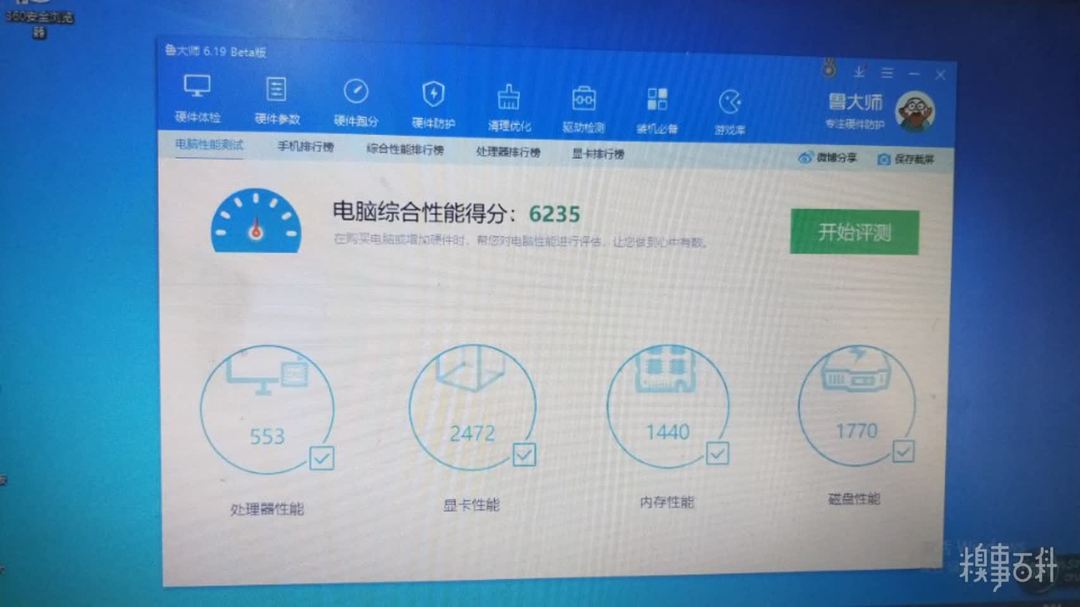 360安全浏览
器
鲁大师 6.19 Beta版
硬件体检
硬件参数
硬件跑分
硬件防护
清理优化
驱动检测
装机必备
游戏库
鲁大师
专注硬件防护
电脑性能测试
手机排行榜
综合性能排行榜
处理器排行榜
显卡排行榜
微博分享
保存截屏
电脑综合性能得分：6235
在购买电脑或增加硬件时，帮您对电脑性能进行评估，让您做到心中有数。
开始评测
553
2472
1440
1770
处理器性能
显卡性能
内存性能
磁盘性能
糗事百科